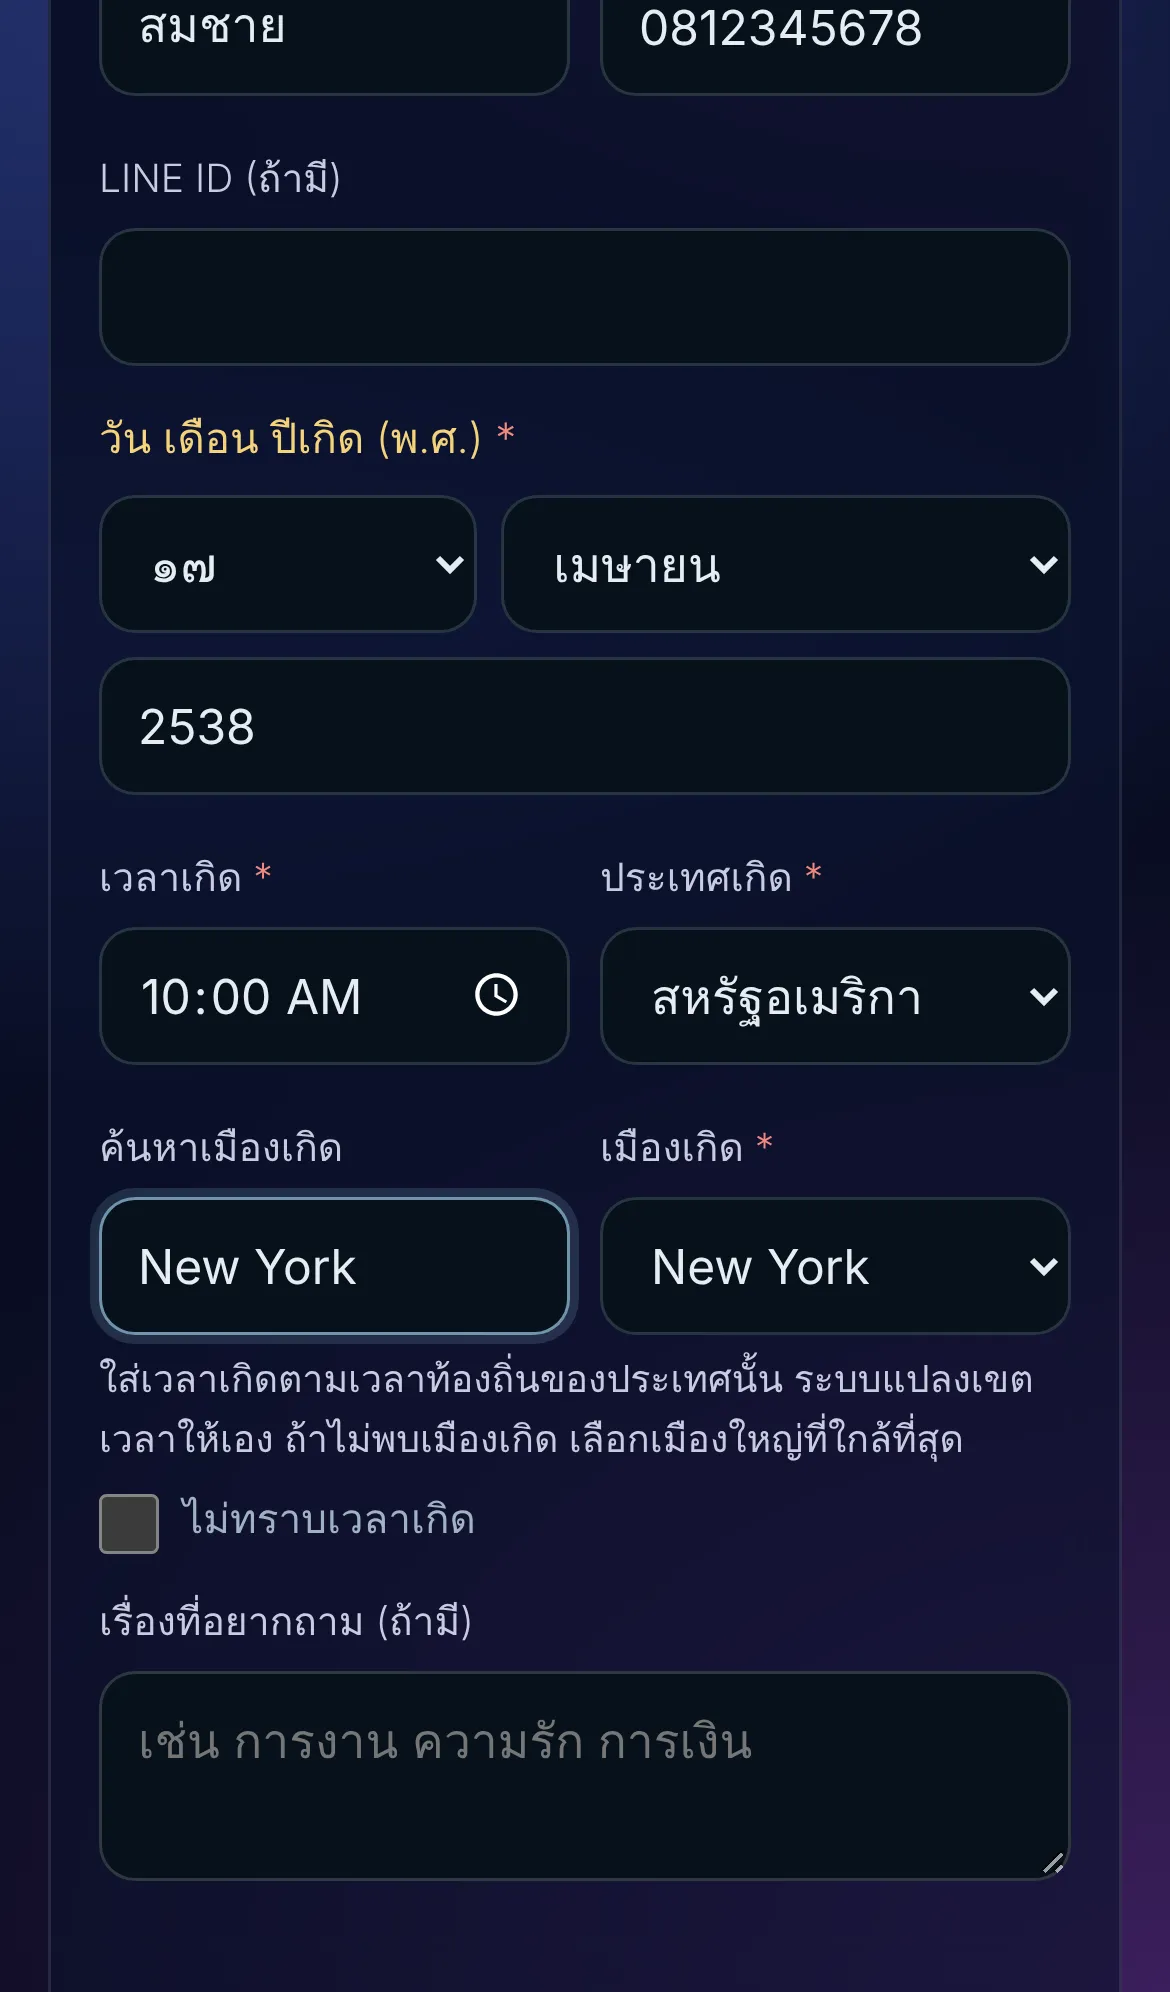 สมชาย
0812345678
LINE ID (ถ้ามี)
วัน เดือน ปีเกิด (พ.ศ.) *
๑๗
เมษายน
2538
เวลาเกิด *
ประเทศเกิด *
10:00 AM
สหรัฐอเมริกา
ค้นหาเมืองเกิด
เมืองเกิด *
New York
New York
ใส่เวลาเกิดตามเวลาท้องถิ่นของประเทศนั้น ระบบแปลงเขต
เวลาให้เอง ถ้าไม่พบเมืองเกิด เลือกเมืองใหญ่ที่ใกล้ที่สุด
ไม่ทราบเวลาเกิด
เรื่องที่อยากถาม (ถ้ามี)
เช่น การงาน ความรัก การเงิน